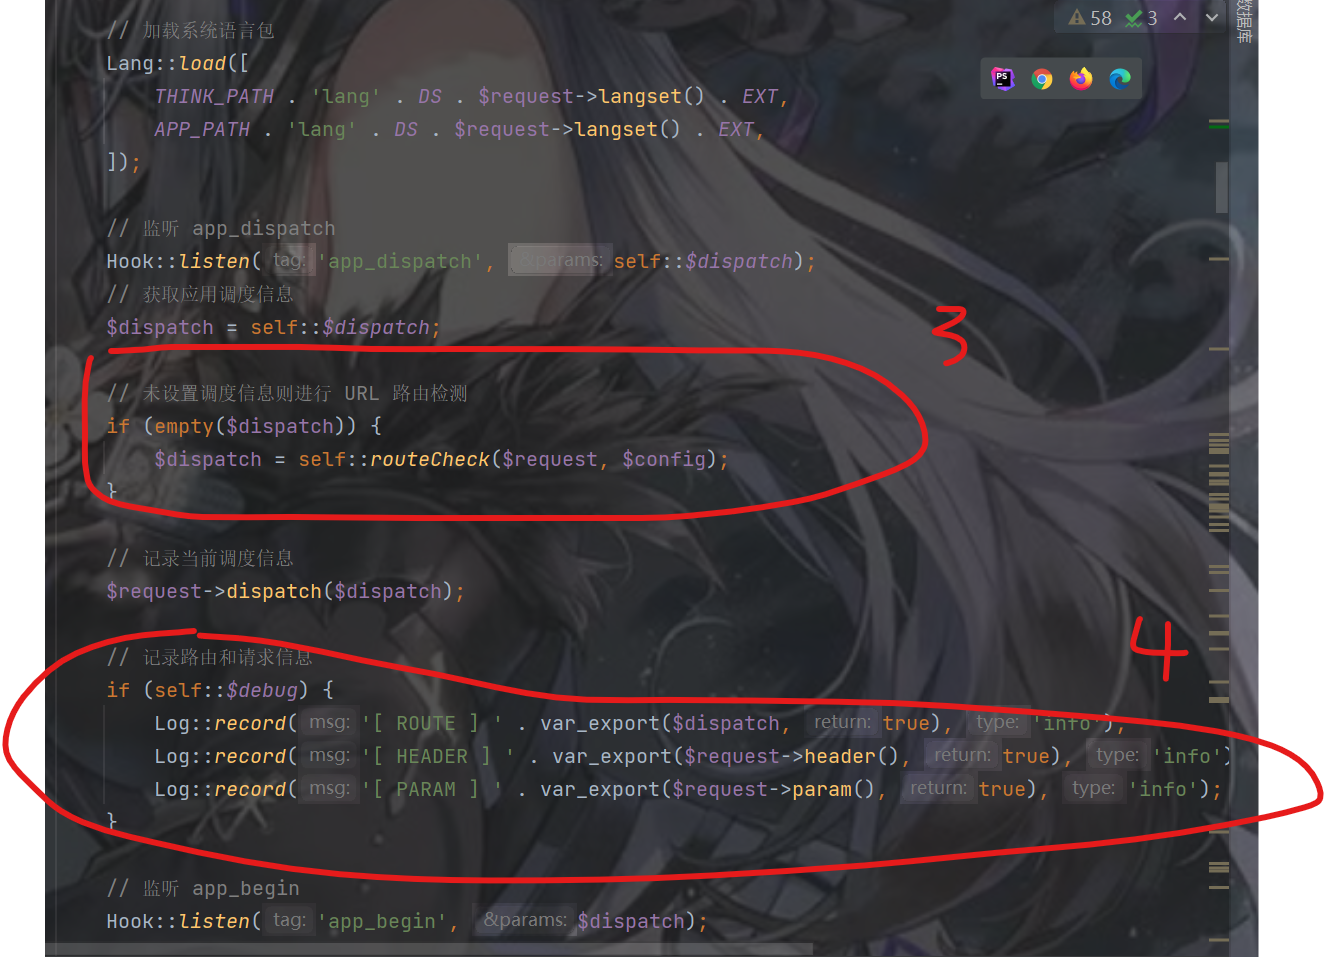 // 加载系统语言包
58 3
数据库
Lang::load([
PS
THINK_PATH . 'lang' . DS . $request->langset() . EXT,
APP_PATH . 'lang' . DS . $request->langset() . EXT,
]);
// 监听 app_dispatch
Hook::listen( tag: 'app_dispatch', &params: self::$dispatch);
// 获取应用调度信息
$dispatch = self::$dispatch;
3
// 未设置调度信息则进行 URL 路由检测
if (empty($dispatch)) {
$dispatch = self::routeCheck($request, $config);
}
// 记录当前调度信息
$request->dispatch($dispatch);
4
// 记录路由和请求信息
if (self::$debug) {
Log::record( msg: '[ ROUTE ] ' . var_export($dispatch, return: true), type: 'info');
Log::record( msg: '[ HEADER ] ' . var_export($request->header(), return: true), type: 'info')
Log::record( msg: '[ PARAM ] ' . var_export($request->param(), return: true), type: 'info');
}
// 监听 app_begin
Hook::listen( tag: 'app_begin', &params: $dispatch);